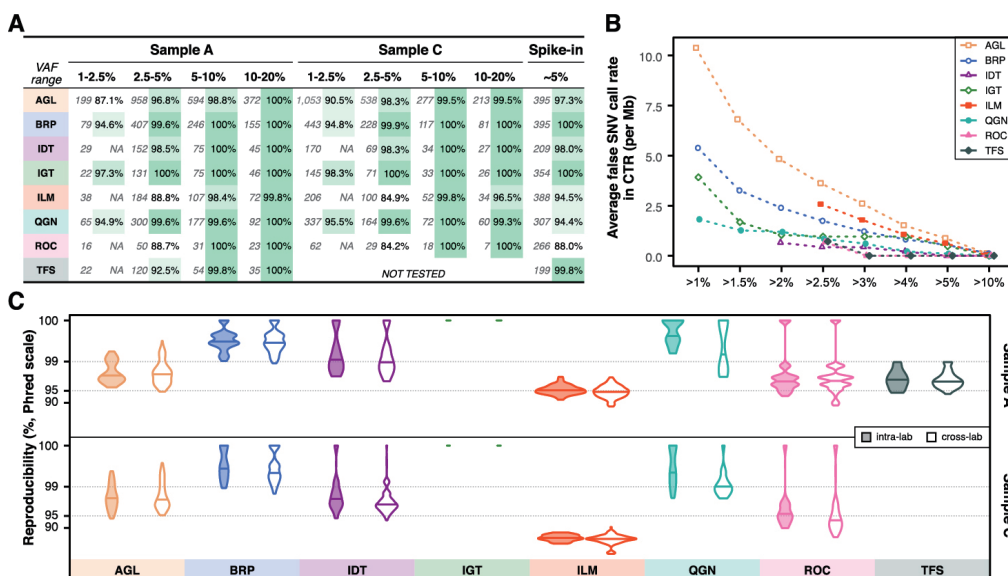 A
Sample A Sample C Spike-in
VAF range 1-2.5% 2.5-5% 5-10% 10-20% 1-2.5% 2.5-5% 5-10% 10-20% ~5%
AGL 199 87.1% 958 96.8% 594 98.8% 372 100% 1,053 90.5% 538 98.3% 277 99.5% 213 99.5% 395 97.3%
BRP 79 94.6% 407 99.6% 246 100% 155 100% 443 94.8% 228 99.9% 117 100% 81 100% 395 100%
IDT 29 NA 152 98.5% 75 100% 45 100% 170 NA 69 98.3% 34 100% 27 100% 209 98.0%
IGT 22 97.3% 131 100% 75 100% 46 100% 145 98.3% 71 100% 33 100% 26 100% 354 100%
ILM 38 NA 184 88.8% 107 98.4% 72 99.8% 206 NA 100 84.9% 52 99.8% 34 96.5% 388 94.5%
QGN 65 94.9% 300 99.6% 177 99.6% 92 100% 337 95.5% 164 99.6% 72 100% 60 99.3% 307 94.4%
ROC 16 NA 50 88.7% 31 100% 23 100% 62 NA 29 84.2% 18 100% 7 100% 266 88.0%
TFS 22 NA 120 92.5% 54 99.8% 35 100% NOT TESTED 199 99.8%
B
Average false SNV call rate
in CTR (per Mb)
10.0
7.5
5.0
2.5
0.0
>1% >1.5% >2% >2.5% >3% >4% >5% >10%
AGL
BRP
IDT
IGT
ILM
QGN
ROC
TFS
C
Reproducibility (%, Phred scale)
100
99
95
90
Sample A
intra-lab cross-lab
100
99
95
90
AGL BRP IDT IGT ILM QGN ROC TFS